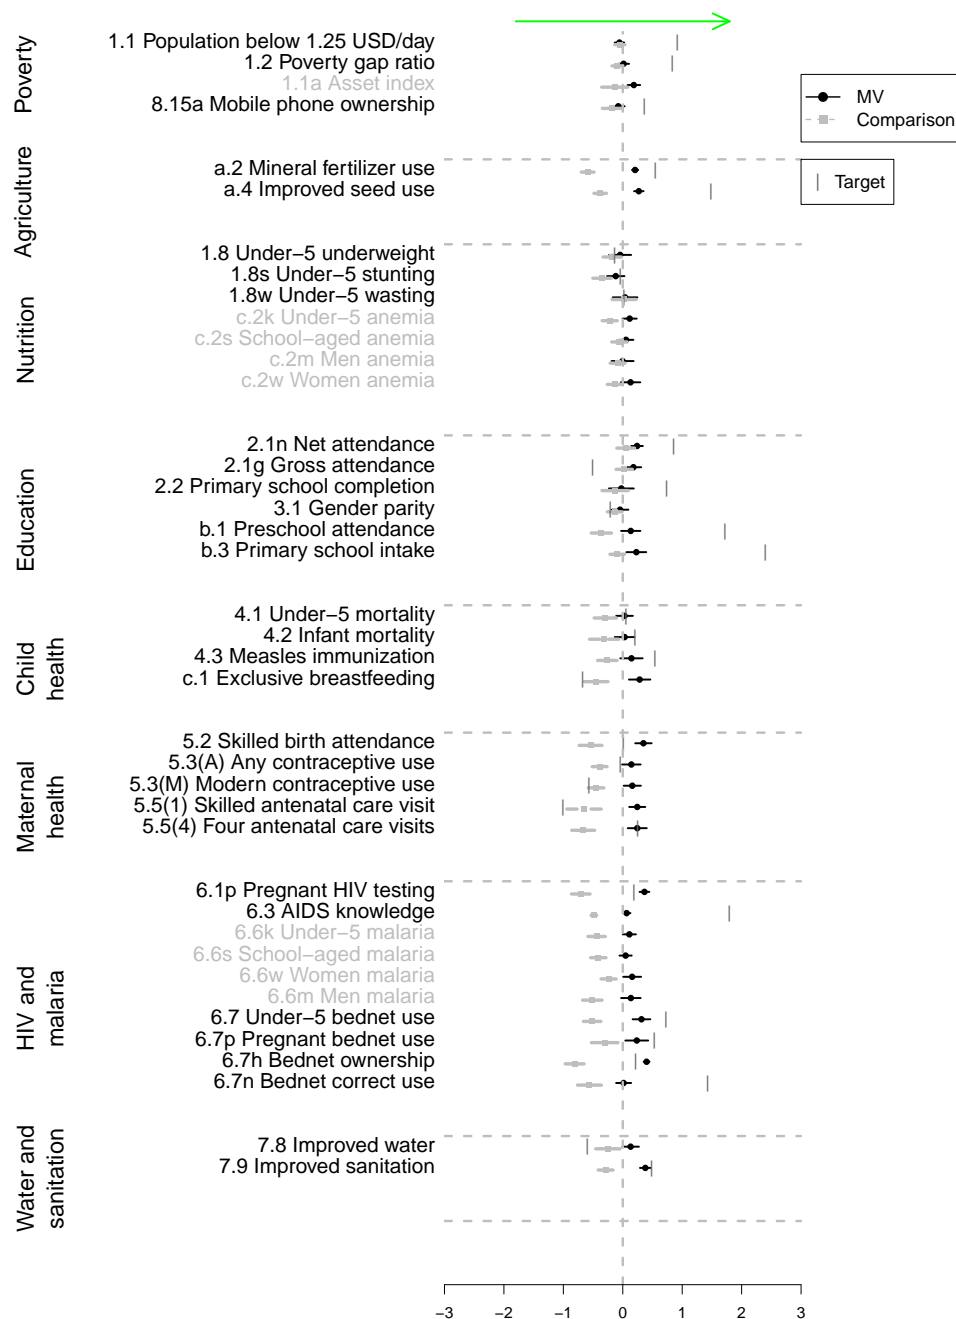 Poverty
1.1 Population below 1.25 USD/day
1.2 Poverty gap ratio
1.1a Asset index
8.15a Mobile phone ownership
MV
Comparison
Target
Agriculture
a.2 Mineral fertilizer use
a.4 Improved seed use
Nutrition
1.8 Under−5 underweight
1.8s Under−5 stunting
1.8w Under−5 wasting
c.2k Under−5 anemia
c.2s School−aged anemia
c.2m Men anemia
c.2w Women anemia
Education
2.1n Net attendance
2.1g Gross attendance
2.2 Primary school completion
3.1 Gender parity
b.1 Preschool attendance
b.3 Primary school intake
Child
health
4.1 Under−5 mortality
4.2 Infant mortality
4.3 Measles immunization
c.1 Exclusive breastfeeding
Maternal
health
5.2 Skilled birth attendance
5.3(A) Any contraceptive use
5.3(M) Modern contraceptive use
5.5(1) Skilled antenatal care visit
5.5(4) Four antenatal care visits
HIV and
malaria
6.1p Pregnant HIV testing
6.3 AIDS knowledge
6.6k Under−5 malaria
6.6s School−aged malaria
6.6w Women malaria
6.6m Men malaria
6.7 Under−5 bednet use
6.7p Pregnant bednet use
6.7h Bednet ownership
6.7n Bednet correct use
Water and
sanitation
7.8 Improved water
7.9 Improved sanitation
−3 −2 −1 0 1 2 3